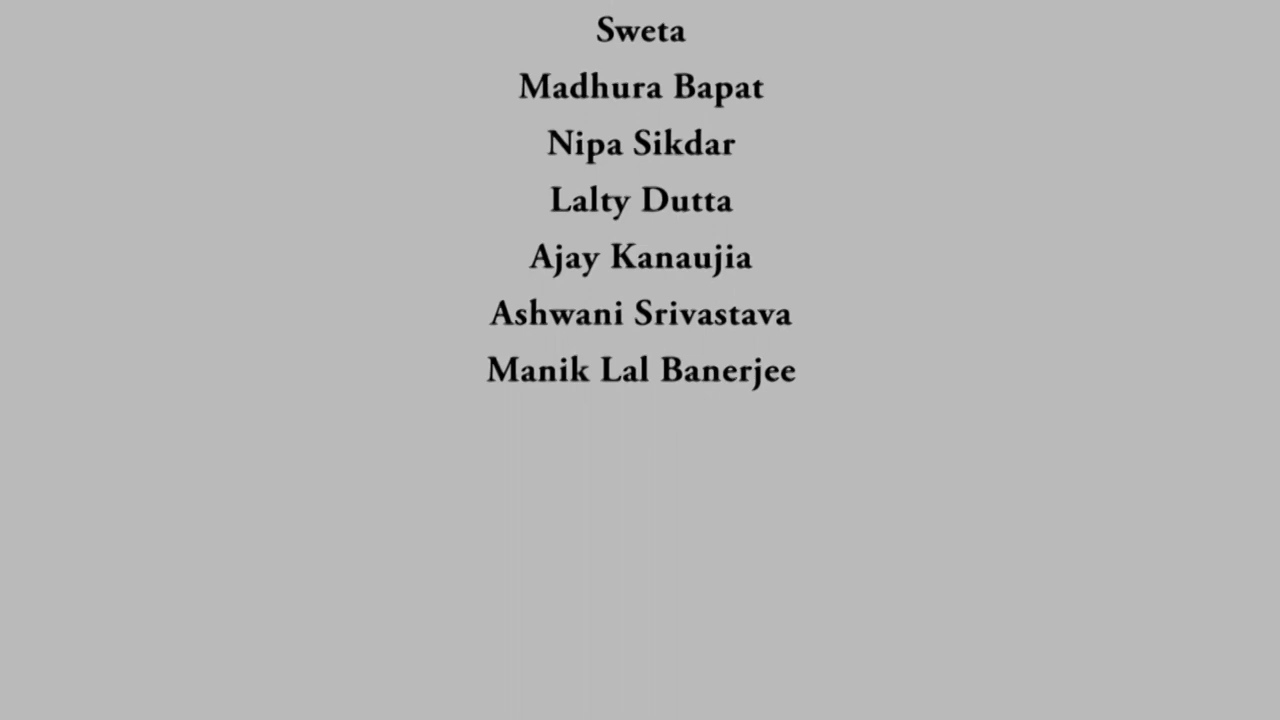 Sweta
Madhura Bapat
Nipa Sikdar
Lalty Dutta
Ajay Kanaujia
Ashwani Srivastava
Manik Lal Banerjee